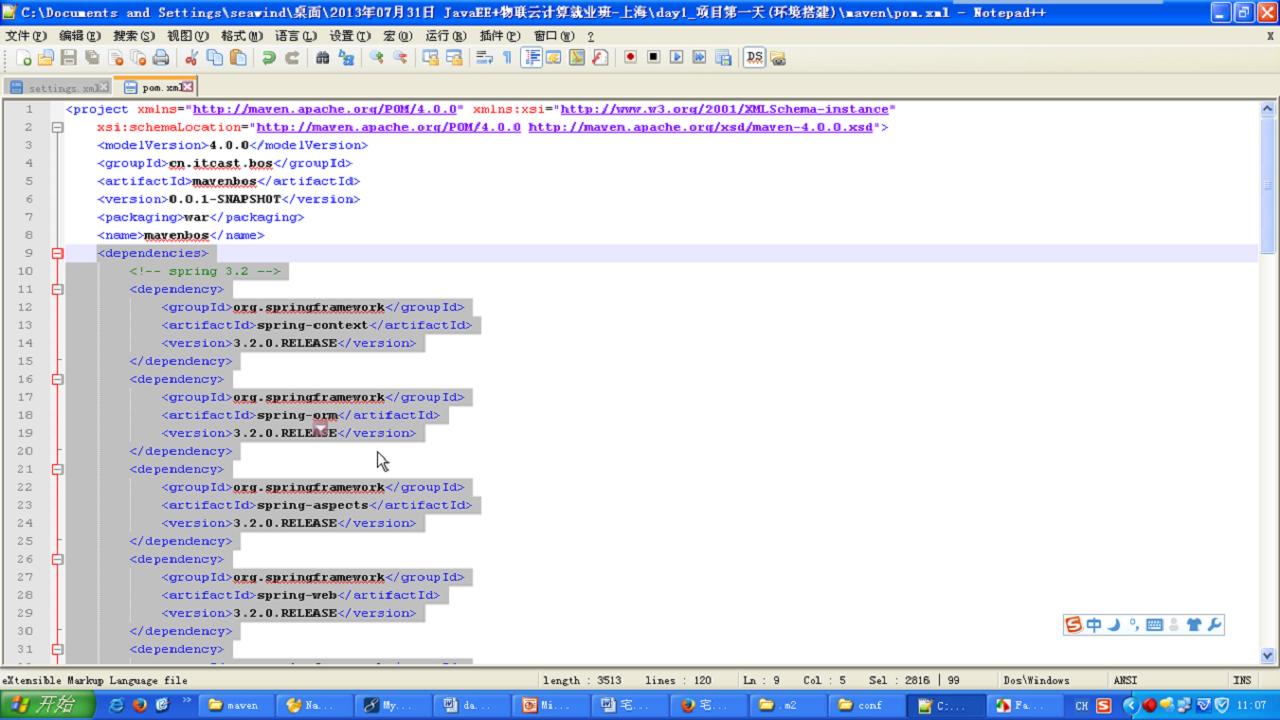 C:\Documents and Settings\seawind\桌面\2013年07月31日 JavaEE+物联云计算就业班-上海\day1_项目第一天(环境搭建)\maven\pom.xml - Notepad++
文件(F) 编辑(E) 搜索(S) 视图(V) 格式(M) 语言(L) 设置(T) 宏(O) 运行(R) 插件(P) 窗口(W) ? X
settings.xml pom.xml
1 <project xmlns="http://maven.apache.org/POM/4.0.0" xmlns:xsi="http://www.w3.org/2001/XMLSchema-instance"
2 xsi:schemaLocation="http://maven.apache.org/POM/4.0.0 http://maven.apache.org/xsd/maven-4.0.0.xsd">
3 <modelVersion>4.0.0</modelVersion>
4 <groupId>cn.itcast.bos</groupId>
5 <artifactId>mavenbos</artifactId>
6 <version>0.0.1-SNAPSHOT</version>
7 <packaging>war</packaging>
8 <name>mavenbos</name>
9 <dependencies>
10 <!-- spring 3.2 -->
11 <dependency>
12 <groupId>org.springframework</groupId>
13 <artifactId>spring-context</artifactId>
14 <version>3.2.0.RELEASE</version>
15 </dependency>
16 <dependency>
17 <groupId>org.springframework</groupId>
18 <artifactId>spring-orm</artifactId>
19 <version>3.2.0.RELEASE</version>
20 </dependency>
21 <dependency>
22 <groupId>org.springframework</groupId>
23 <artifactId>spring-aspects</artifactId>
24 <version>3.2.0.RELEASE</version>
25 </dependency>
26 <dependency>
27 <groupId>org.springframework</groupId>
28 <artifactId>spring-web</artifactId>
29 <version>3.2.0.RELEASE</version>
30 </dependency>
31 <dependency>
中
eXtensible Markup Language file length : 3513 lines : 120 Ln : 9 Col : 5 Sel : 2816 | 99 Dos\Windows ANSI INS
开始 maven Na... My... da... Mi... 宅... 宅... .m2 conf C:... Fa... CH 11:07